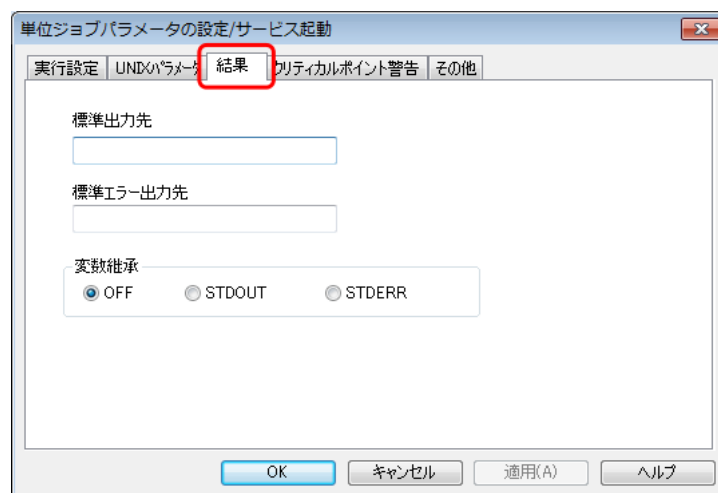 単位ジョブパラメータの設定/サービス起動
実行設定 UNIXﾊﾟﾗﾒｰﾀ 結果 クリティカルポイント警告 その他
標準出力先
標準エラー出力先
変数継承
OFF STDOUT STDERR
OK キャンセル 適用(A) ヘルプ